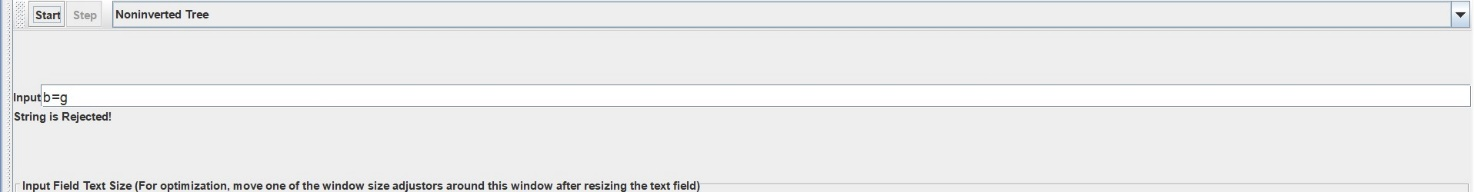 Start Step Noninverted Tree
Input b=g
String is Rejected!
Input Field Text Size (For optimization, move one of the window size adjustors around this window after resizing the text field)